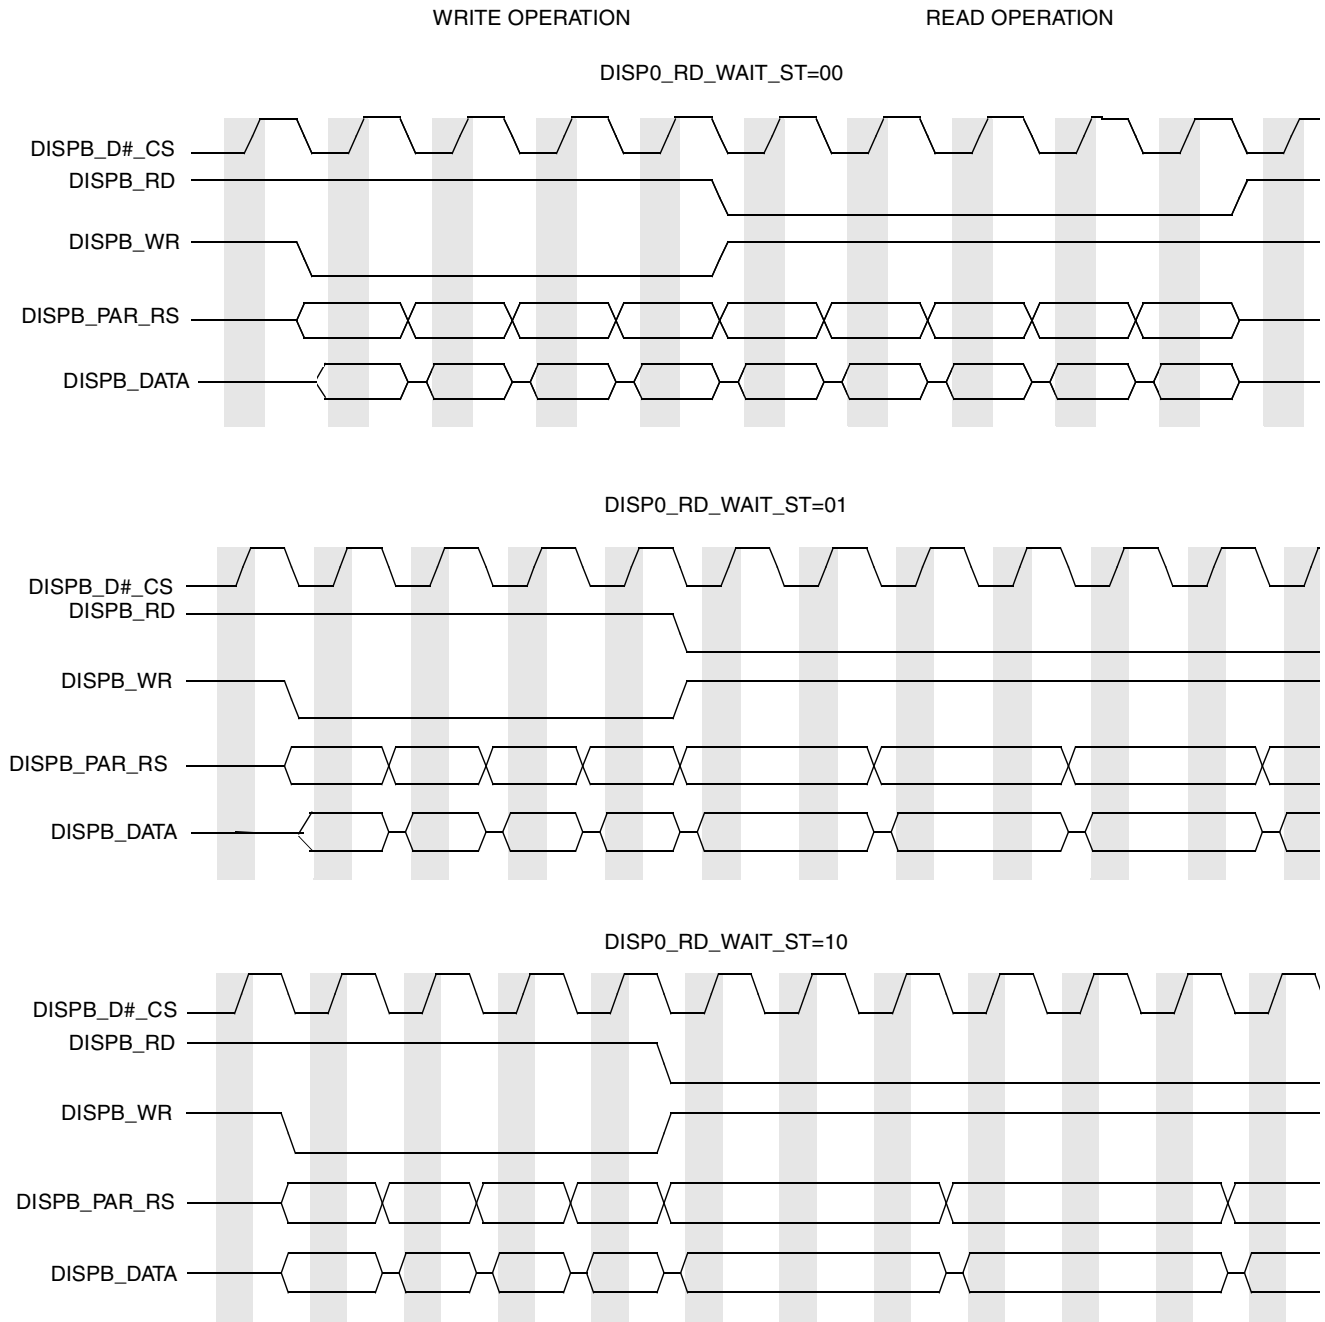 WRITE OPERATION
READ OPERATION
DISP0_RD_WAIT_ST=00
DISPB_D#_CS
DISPB_RD
DISPB_WR
DISPB_PAR_RS
DISPB_DATA
DISP0_RD_WAIT_ST=01
DISPB_D#_CS
DISPB_RD
DISPB_WR
DISPB_PAR_RS
DISPB_DATA
DISP0_RD_WAIT_ST=10
DISPB_D#_CS
DISPB_RD
DISPB_WR
DISPB_PAR_RS
DISPB_DATA